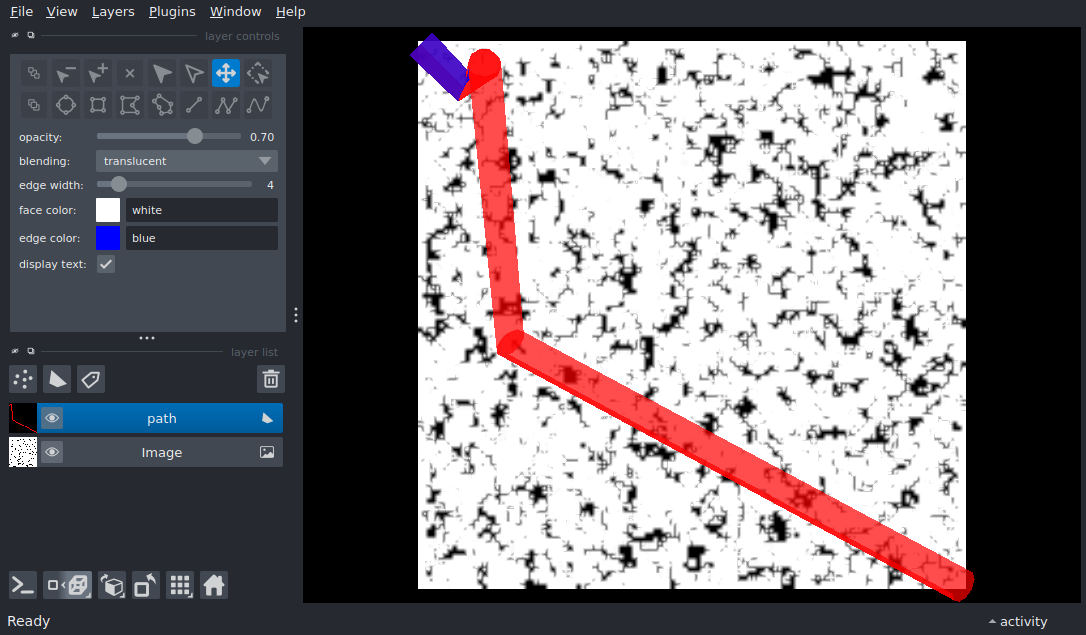 File View Layers Plugins Window Help
layer controls
opacity: 0.70
blending: translucent
edge width: 4
face color: white
edge color: blue
display text:
layer list
path
Image
Ready
activity